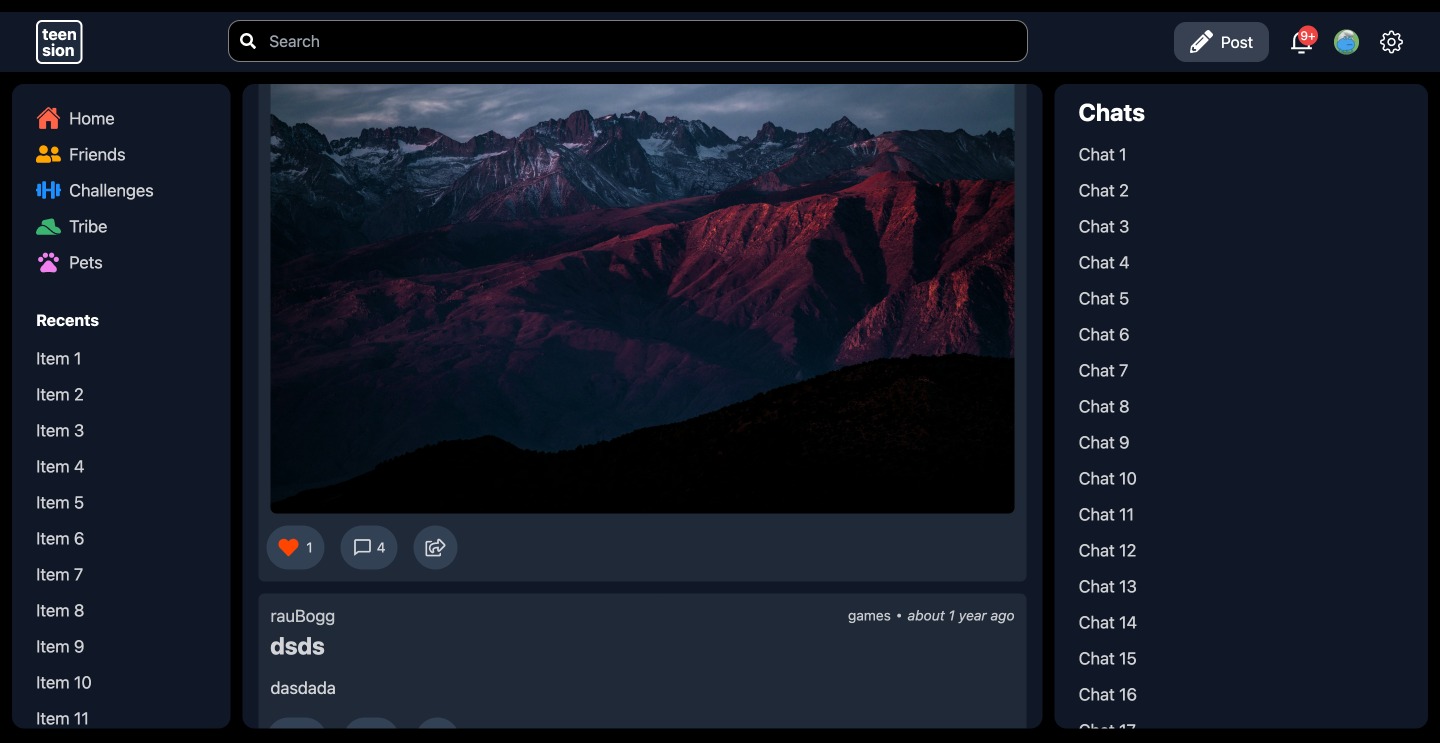 teen
sion
Search
Post
9+
Home
Friends
Challenges
Tribe
Pets
Recents
Item 1
Item 2
Item 3
Item 4
Item 5
Item 6
Item 7
Item 8
Item 9
Item 10
Item 11
1
4
rauBogg
games • about 1 year ago
dsds
dasdada
Chats
Chat 1
Chat 2
Chat 3
Chat 4
Chat 5
Chat 6
Chat 7
Chat 8
Chat 9
Chat 10
Chat 11
Chat 12
Chat 13
Chat 14
Chat 15
Chat 16
Chat 17